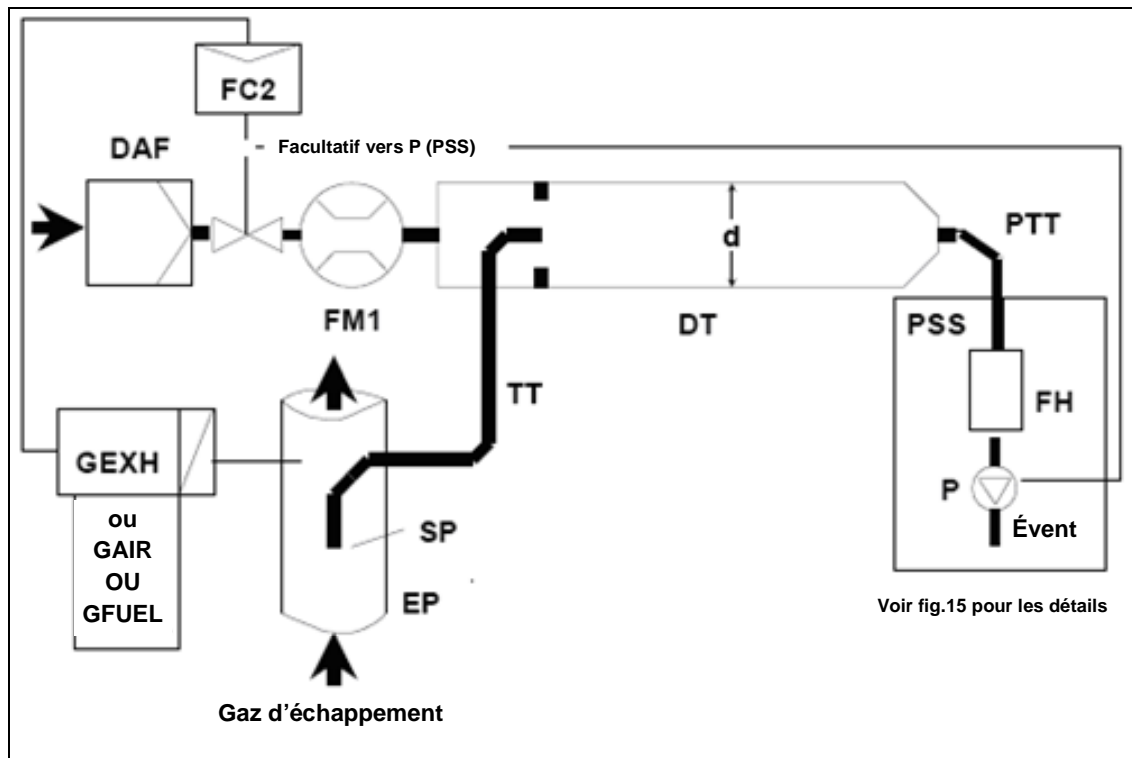 FC2
DAF
Facultatif vers P (PSS)
d
PTT
FM1
DT
PSS
TT
FH
GEXH
P
ou
GAIR
OU
GFUEL
SP
Évent
EP
Voir fig.15 pour les détails
Gaz d'échappement